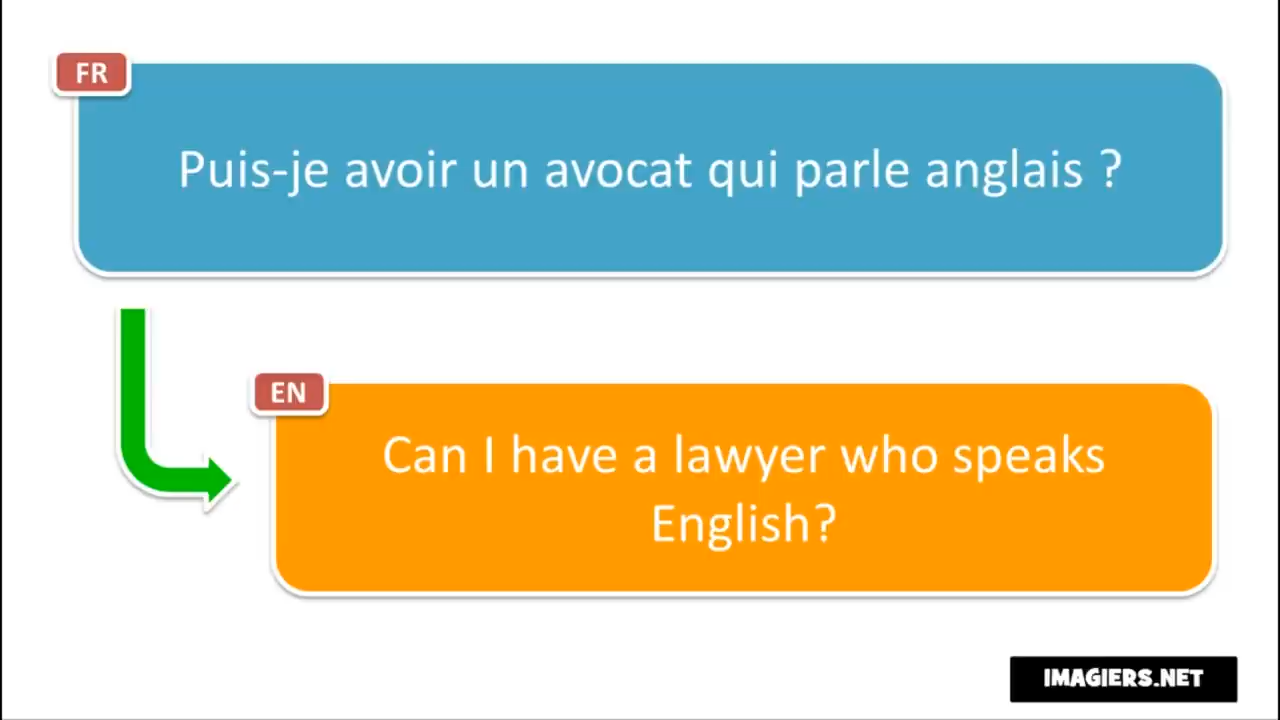 FR
Puis-je avoir un avocat qui parle anglais ?
EN
Can I have a lawyer who speaks
English?
IMAGIERS.NET